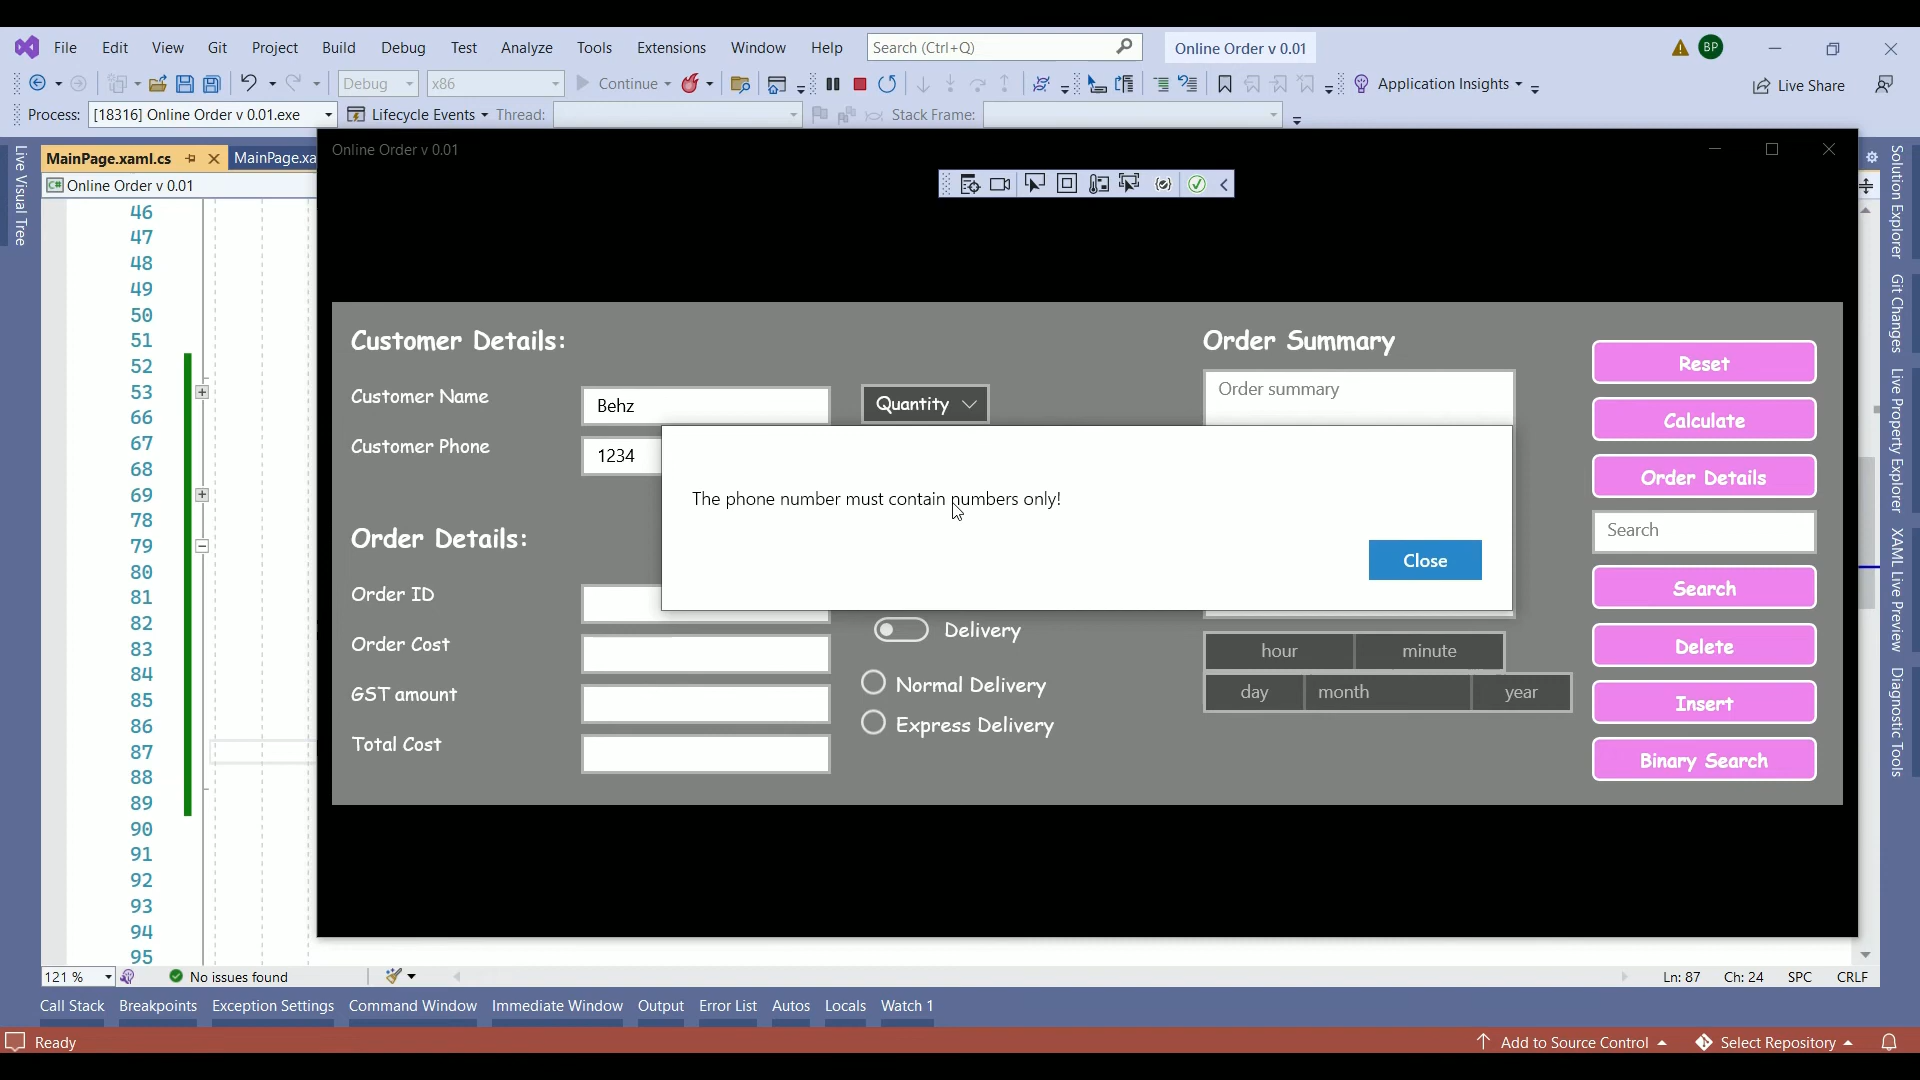 File Edit View Git Project Build Debug Test Analyze Tools Extensions Window Help Search (Ctrl+Q) Online Order v 0.01 BP
Debug x86 Continue Application Insights Live Share
Process: [18316] Online Order v 0.01.exe Lifecycle Events Thread: Stack Frame:
MainPage.xaml.cs MainPage.xa
Online Order v 0.01
Online Order v 0.01
Live Visual Tree
46
47
48
49
50
51
52
53
66
67
68
69
78
79
80
81
82
83
84
85
86
87
88
89
90
91
92
93
94
95
Customer Details:
Customer Name Behz
Customer Phone 1234
Quantity
The phone number must contain numbers only!
Close
Order Details:
Order ID
Order Cost
GST amount
Total Cost
Delivery
Normal Delivery
Express Delivery
Order Summary
Order summary
hour minute
day month year
Reset
Calculate
Order Details
Search
Search
Delete
Insert
Binary Search
Solution Explorer
Git Changes
Live Property Explorer
XAML Live Preview
Diagnostic Tools
121 % No issues found Ln: 87 Ch: 24 SPC CRLF
Call Stack Breakpoints Exception Settings Command Window Immediate Window Output Error List Autos Locals Watch 1
Ready Add to Source Control Select Repository